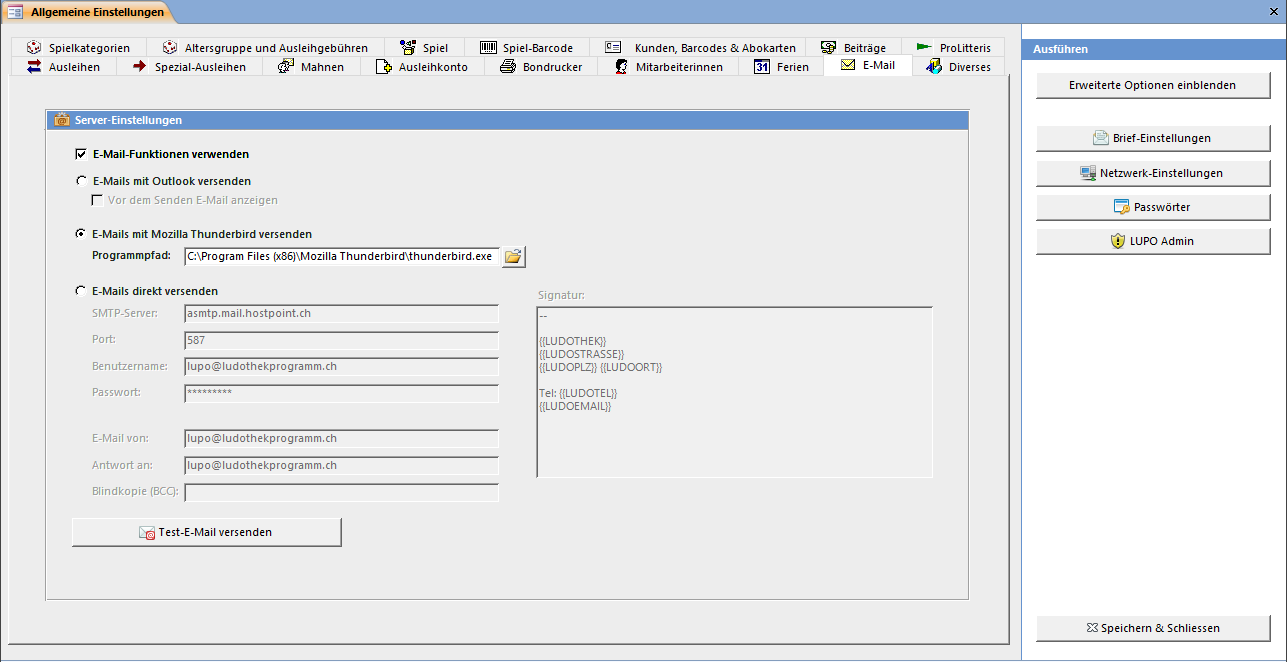 Allgemeine Einstellungen
Spielkategorien Altersgruppe und Ausleihgebühren Spiel Spiel-Barcode Kunden, Barcodes & Abokarten Beiträge ProLitteris
Ausleihen Spezial-Ausleihen Mahnen Ausleihkonto Bondrucker Mitarbeiterinnen 31 Ferien E-Mail Diverses
Server-Einstellungen
E-Mail-Funktionen verwenden
E-Mails mit Outlook versenden
Vor dem Senden E-Mail anzeigen
E-Mails mit Mozilla Thunderbird versenden
Programmpfad: C:\Program Files (x86)\Mozilla Thunderbird\thunderbird.exe
E-Mails direkt versenden
SMTP-Server: asmtp.mail.hostpoint.ch
Port: 587
Benutzername: lupo@ludothekprogramm.ch
Passwort: *********
E-Mail von: lupo@ludothekprogramm.ch
Antwort an: lupo@ludothekprogramm.ch
Blindkopie (BCC):
Test-E-Mail versenden
Signatur:
--
{{LUDOTHEK}}
{{LUDOSTRASSE}}
{{LUDOPLZ}} {{LUDOORT}}
Tel: {{LUDOTEL}}
{{LUDOEMAIL}}
Ausführen
Erweiterte Optionen einblenden
Brief-Einstellungen
Netzwerk-Einstellungen
Passwörter
LUPO Admin
Speichern & Schliessen